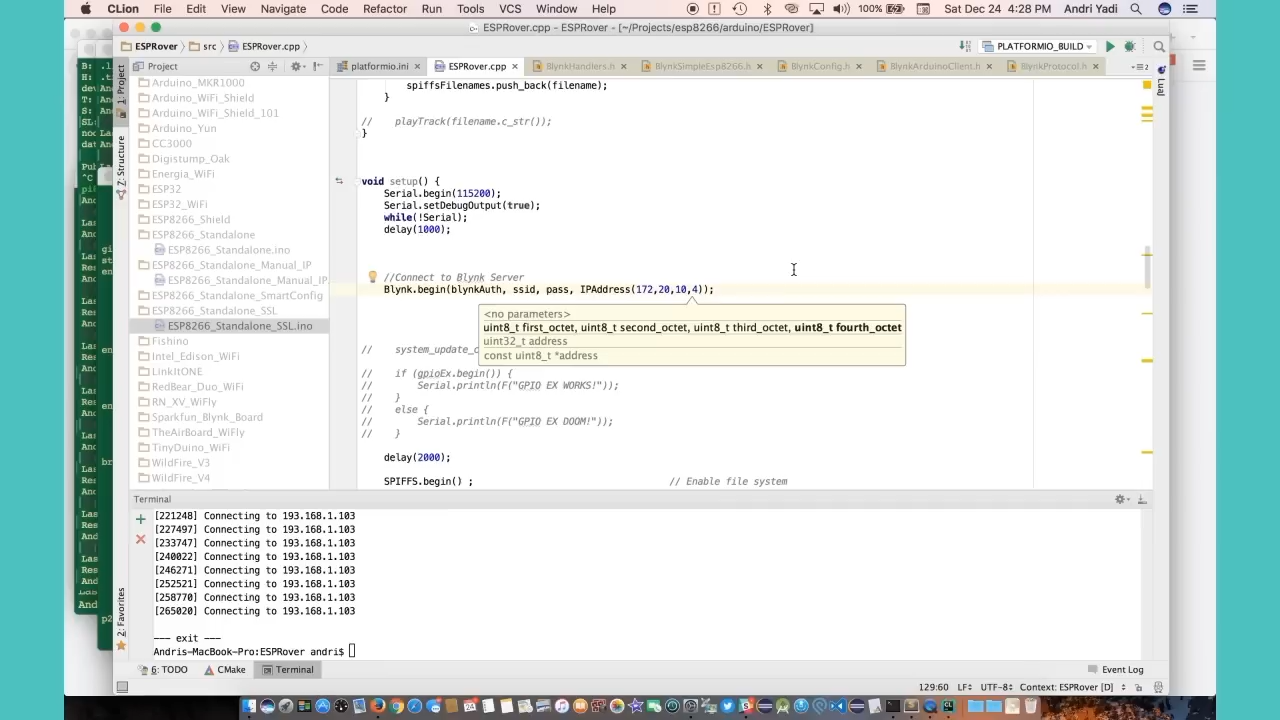 CLion File Edit View Navigate Code Refactor Run Tools VCS Window Help 100% Sat Dec 24 4:28 PM Andri Yadi
ESPRover.cpp - ESPRover - [~/Projects/esp8266/arduino/ESPRover]
ESPRover src ESPRover.cpp PLATFORMIO_BUILD
Project platformio.ini ESPRover.cpp BlynkHandlers.h BlynkSimpleEsp8266.h BlynkConfig.h BlynkArduinoClient.h BlynkProtocol.h
1: Project
7: Structure
2: Favorites
Arduino_MKR1000
Arduino_WiFi_Shield
Arduino_WiFi_Shield_101
Arduino_Yun
CC3000
Digistump_Oak
Energia_WiFi
ESP32
ESP32_WiFi
ESP8266_Shield
ESP8266_Standalone
ESP8266_Standalone.ino
ESP8266_Standalone_Manual_IP
ESP8266_Standalone_Manual_IP
ESP8266_Standalone_SmartConfig
ESP8266_Standalone_SSL
ESP8266_Standalone_SSL.ino
Fishino
Intel_Edison_WiFi
LinkItONE
RedBear_Duo_WiFi
RN_XV_WiFly
Sparkfun_Blynk_Board
TheAirBoard_WiFly
TinyDuino_WiFi
WildFire_V3
WildFire_V4
spiffsFilenames.push_back(filename);
}
// playTrack(filename.c_str());
}
void setup() {
Serial.begin(115200);
Serial.setDebugOutput(true);
while(!Serial);
delay(1000);
//Connect to Blynk Server
Blynk.begin(blynkAuth, ssid, pass, IPAddress(172,20,10,4));
<no parameters>
uint8_t first_octet, uint8_t second_octet, uint8_t third_octet, uint8_t fourth_octet
uint32_t address
const uint8_t *address
// system_update_c
// if (gpioEx.begin()) {
// Serial.println(F("GPIO EX WORKS!"));
// }
// else {
// Serial.println(F("GPIO EX DOOM!"));
// }
delay(2000);
SPIFFS.begin() ; // Enable file system
Terminal
[221248] Connecting to 193.168.1.103
[227497] Connecting to 193.168.1.103
[233747] Connecting to 193.168.1.103
[240022] Connecting to 193.168.1.103
[246271] Connecting to 193.168.1.103
[252521] Connecting to 193.168.1.103
[258770] Connecting to 193.168.1.103
[265020] Connecting to 193.168.1.103
--- exit ---
Andris-MacBook-Pro:ESPRover andri$
6: TODO CMake Terminal Event Log
129:60 LF UTF-8 Context: ESPRover [D]